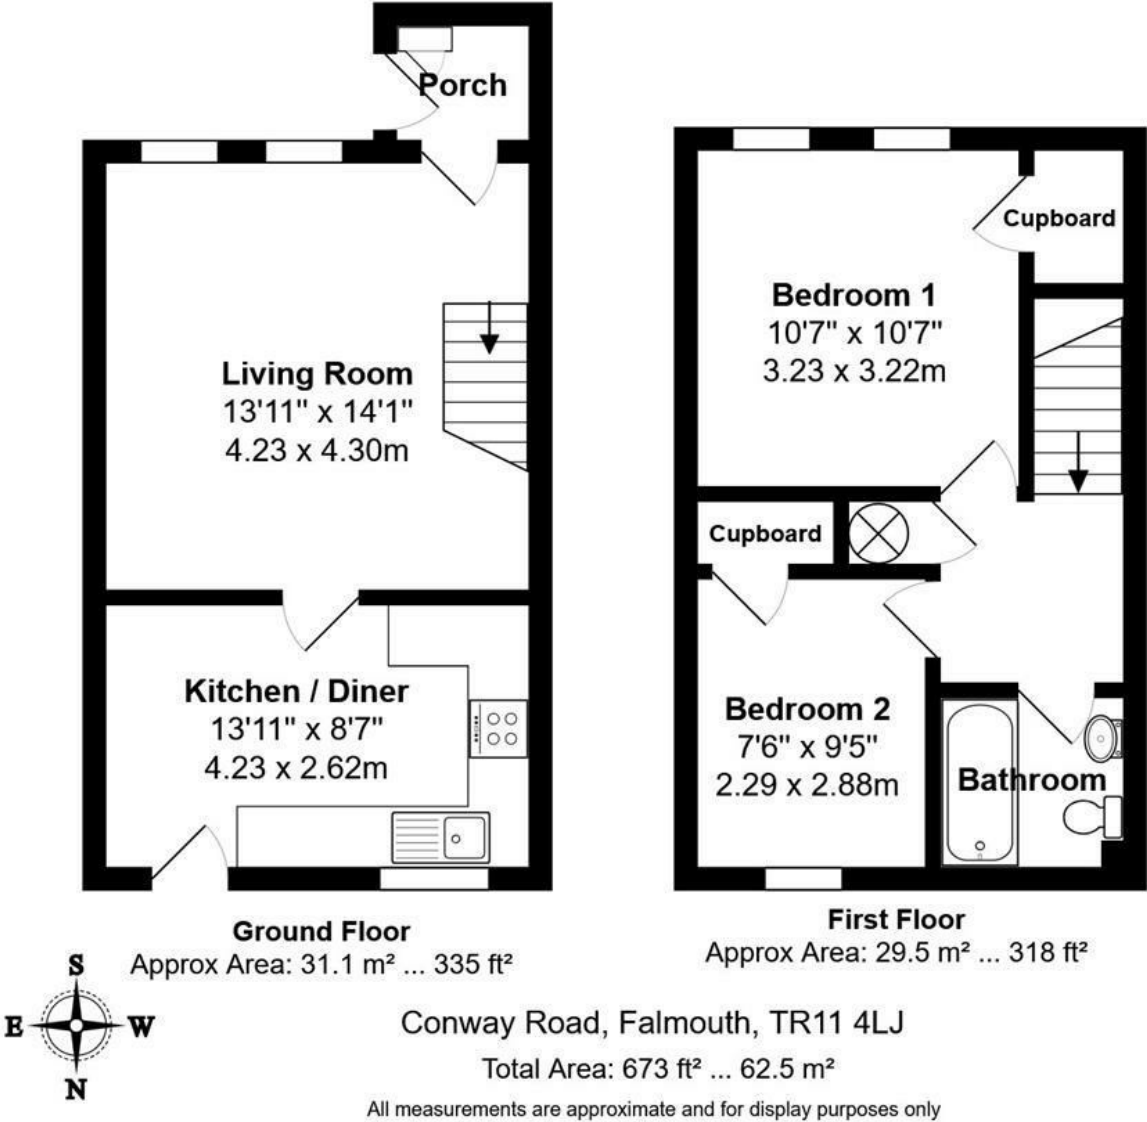 Porch
Living Room
13'11" x 14'1"
4.23 x 4.30m
Kitchen / Diner
13'11" x 8'7"
4.23 x 2.62m
Ground Floor
Approx Area: 31.1 m² ... 335 ft²
Cupboard
Bedroom 1
10'7" x 10'7"
3.23 x 3.22m
Cupboard
Bedroom 2
7'6" x 9'5"
2.29 x 2.88m
Bathroom
First Floor
Approx Area: 29.5 m² ... 318 ft²
S
E W
N
Conway Road, Falmouth, TR11 4LJ
Total Area: 673 ft² ... 62.5 m²
All measurements are approximate and for display purposes only